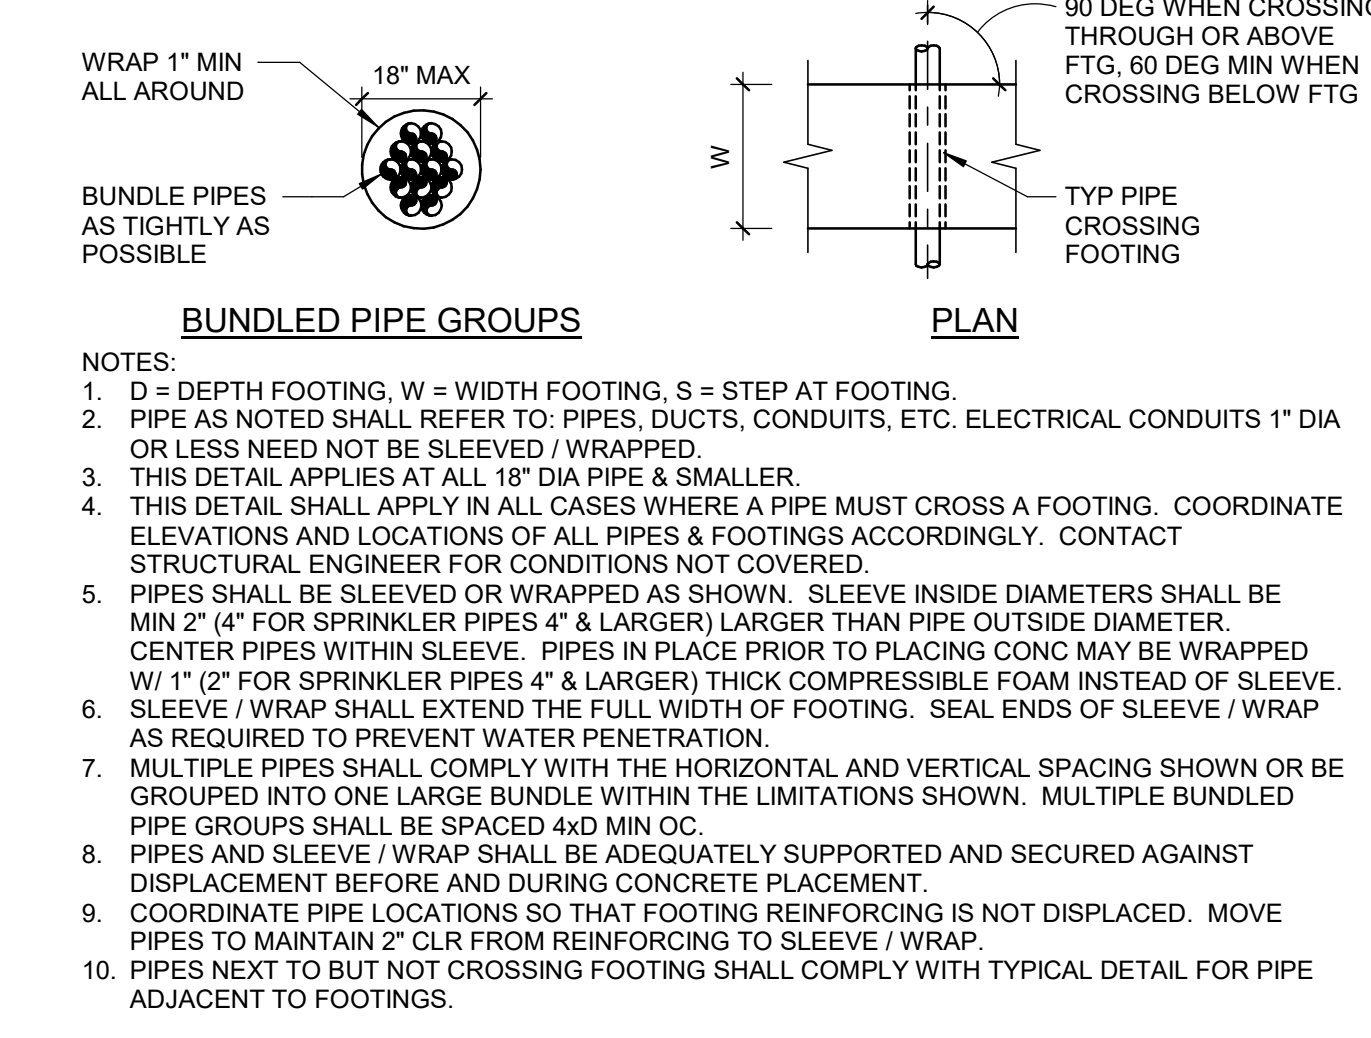 WRAP 1" MIN
ALL AROUND
18" MAX
BUNDLE PIPES
AS TIGHTLY AS
POSSIBLE
BUNDLED PIPE GROUPS
90 DEG WHEN CROSSING
THROUGH OR ABOVE
FTG, 60 DEG MIN WHEN
CROSSING BELOW FTG
W
TYP PIPE
CROSSING
FOOTING
PLAN
NOTES:
1. D = DEPTH FOOTING, W = WIDTH FOOTING, S = STEP AT FOOTING.
2. PIPE AS NOTED SHALL REFER TO: PIPES, DUCTS, CONDUITS, ETC. ELECTRICAL CONDUITS 1" DIA
OR LESS NEED NOT BE SLEEVED / WRAPPED.
3. THIS DETAIL APPLIES AT ALL 18" DIA PIPE & SMALLER.
4. THIS DETAIL SHALL APPLY IN ALL CASES WHERE A PIPE MUST CROSS A FOOTING. COORDINATE
ELEVATIONS AND LOCATIONS OF ALL PIPES & FOOTINGS ACCORDINGLY. CONTACT
STRUCTURAL ENGINEER FOR CONDITIONS NOT COVERED.
5. PIPES SHALL BE SLEEVED OR WRAPPED AS SHOWN. SLEEVE INSIDE DIAMETERS SHALL BE
MIN 2" (4" FOR SPRINKLER PIPES 4" & LARGER) LARGER THAN PIPE OUTSIDE DIAMETER.
CENTER PIPES WITHIN SLEEVE. PIPES IN PLACE PRIOR TO PLACING CONC MAY BE WRAPPED
W/ 1" (2" FOR SPRINKLER PIPES 4" & LARGER) THICK COMPRESSIBLE FOAM INSTEAD OF SLEEVE.
6. SLEEVE / WRAP SHALL EXTEND THE FULL WIDTH OF FOOTING. SEAL ENDS OF SLEEVE / WRAP
AS REQUIRED TO PREVENT WATER PENETRATION.
7. MULTIPLE PIPES SHALL COMPLY WITH THE HORIZONTAL AND VERTICAL SPACING SHOWN OR BE
GROUPED INTO ONE LARGE BUNDLE WITHIN THE LIMITATIONS SHOWN. MULTIPLE BUNDLED
PIPE GROUPS SHALL BE SPACED 4xD MIN OC.
8. PIPES AND SLEEVE / WRAP SHALL BE ADEQUATELY SUPPORTED AND SECURED AGAINST
DISPLACEMENT BEFORE AND DURING CONCRETE PLACEMENT.
9. COORDINATE PIPE LOCATIONS SO THAT FOOTING REINFORCING IS NOT DISPLACED. MOVE
PIPES TO MAINTAIN 2" CLR FROM REINFORCING TO SLEEVE / WRAP.
10. PIPES NEXT TO BUT NOT CROSSING FOOTING SHALL COMPLY WITH TYPICAL DETAIL FOR PIPE
ADJACENT TO FOOTINGS.